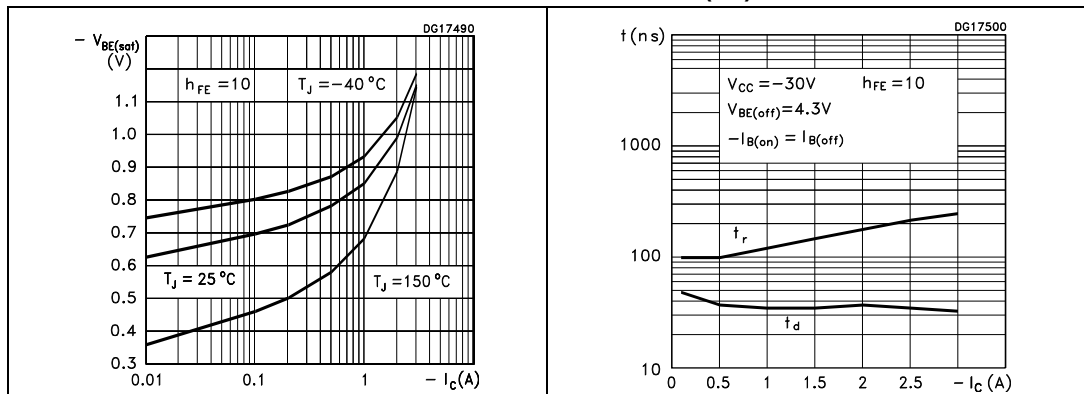 DG17490
- V_BE(sat)
(V)
h_FE = 10
T_J = -40 °C
1.1
1.0
0.9
0.8
0.7
0.6
0.5
0.4
0.3
T_J = 25 °C
T_J = 150 °C
0.01
0.1
1
- I_C (A)
DG17500
t (ns)
V_CC = -30V
h_FE = 10
V_BE(off) = 4.3V
-I_B(on) = I_B(off)
1000
100
10
t_r
t_d
0
0.5
1
1.5
2
2.5
- I_C (A)